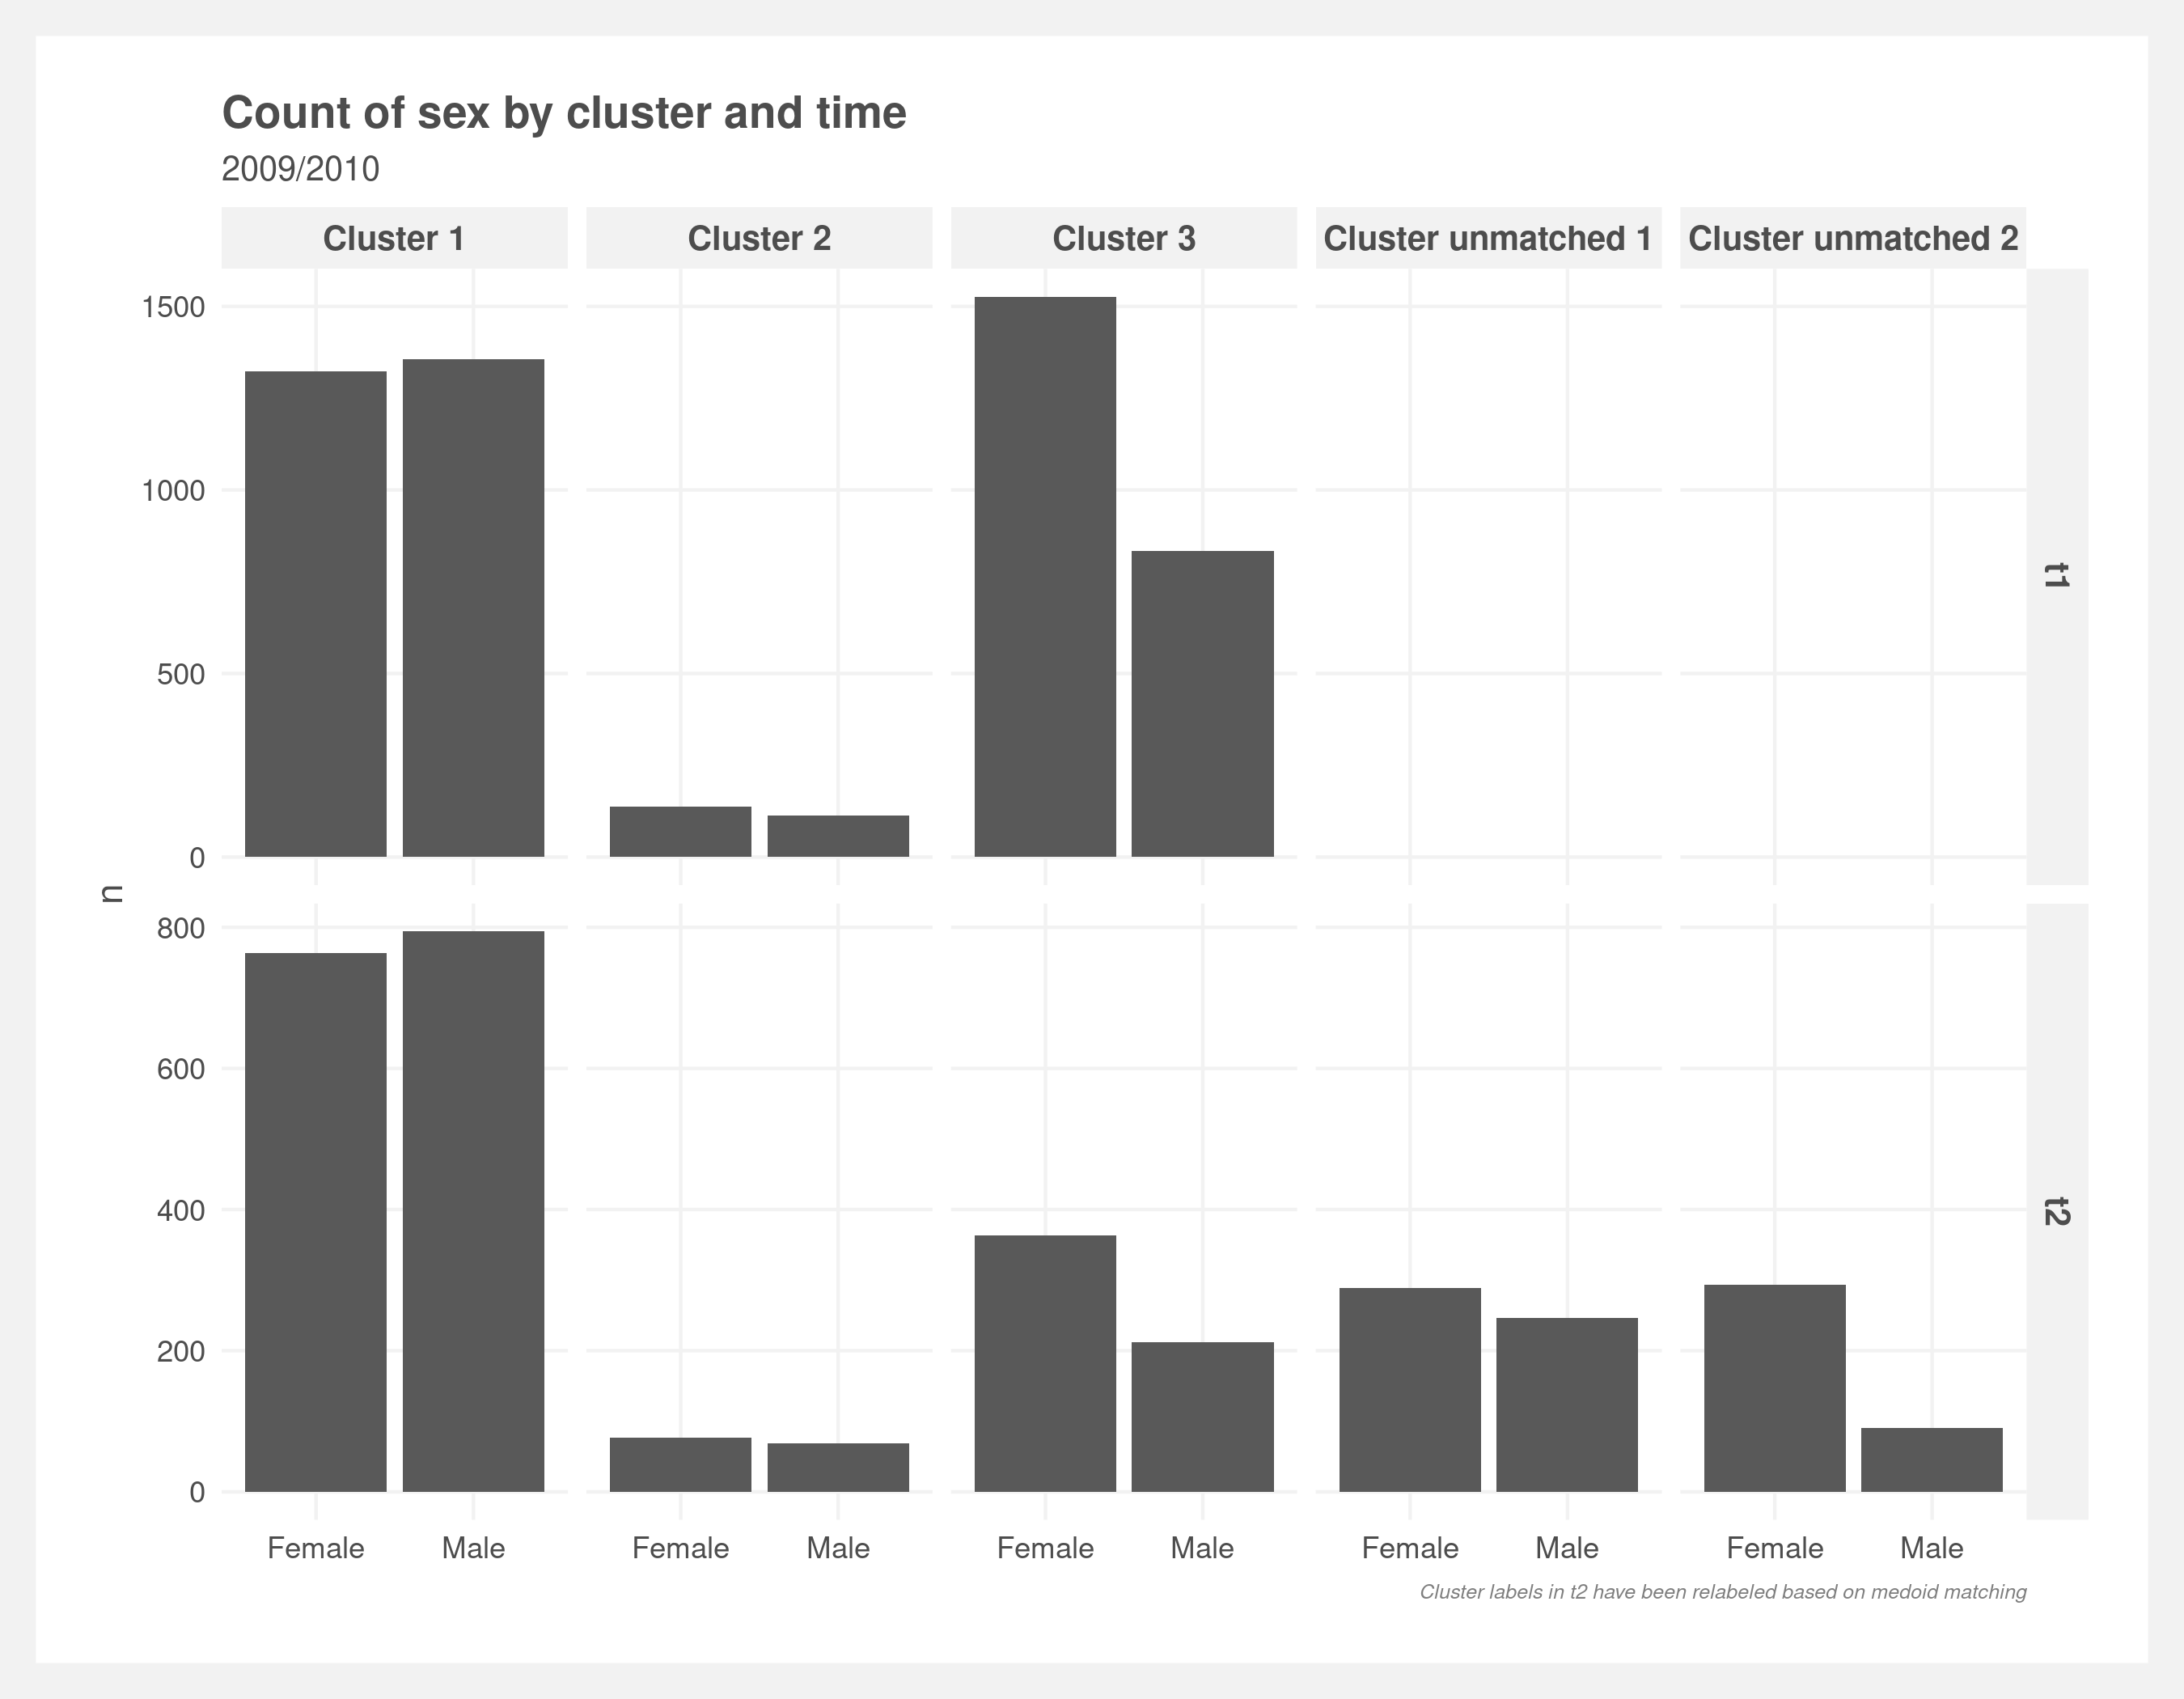 Count of sex by cluster and time
2009/2010
Cluster 1 Cluster 2 Cluster 3 Cluster unmatched 1 Cluster unmatched 2
1500
1000
500
0
t1
n
800
600
400
200
0
t2
Female Male Female Male Female Male Female Male Female Male
Cluster labels in t2 have been relabeled based on medoid matching